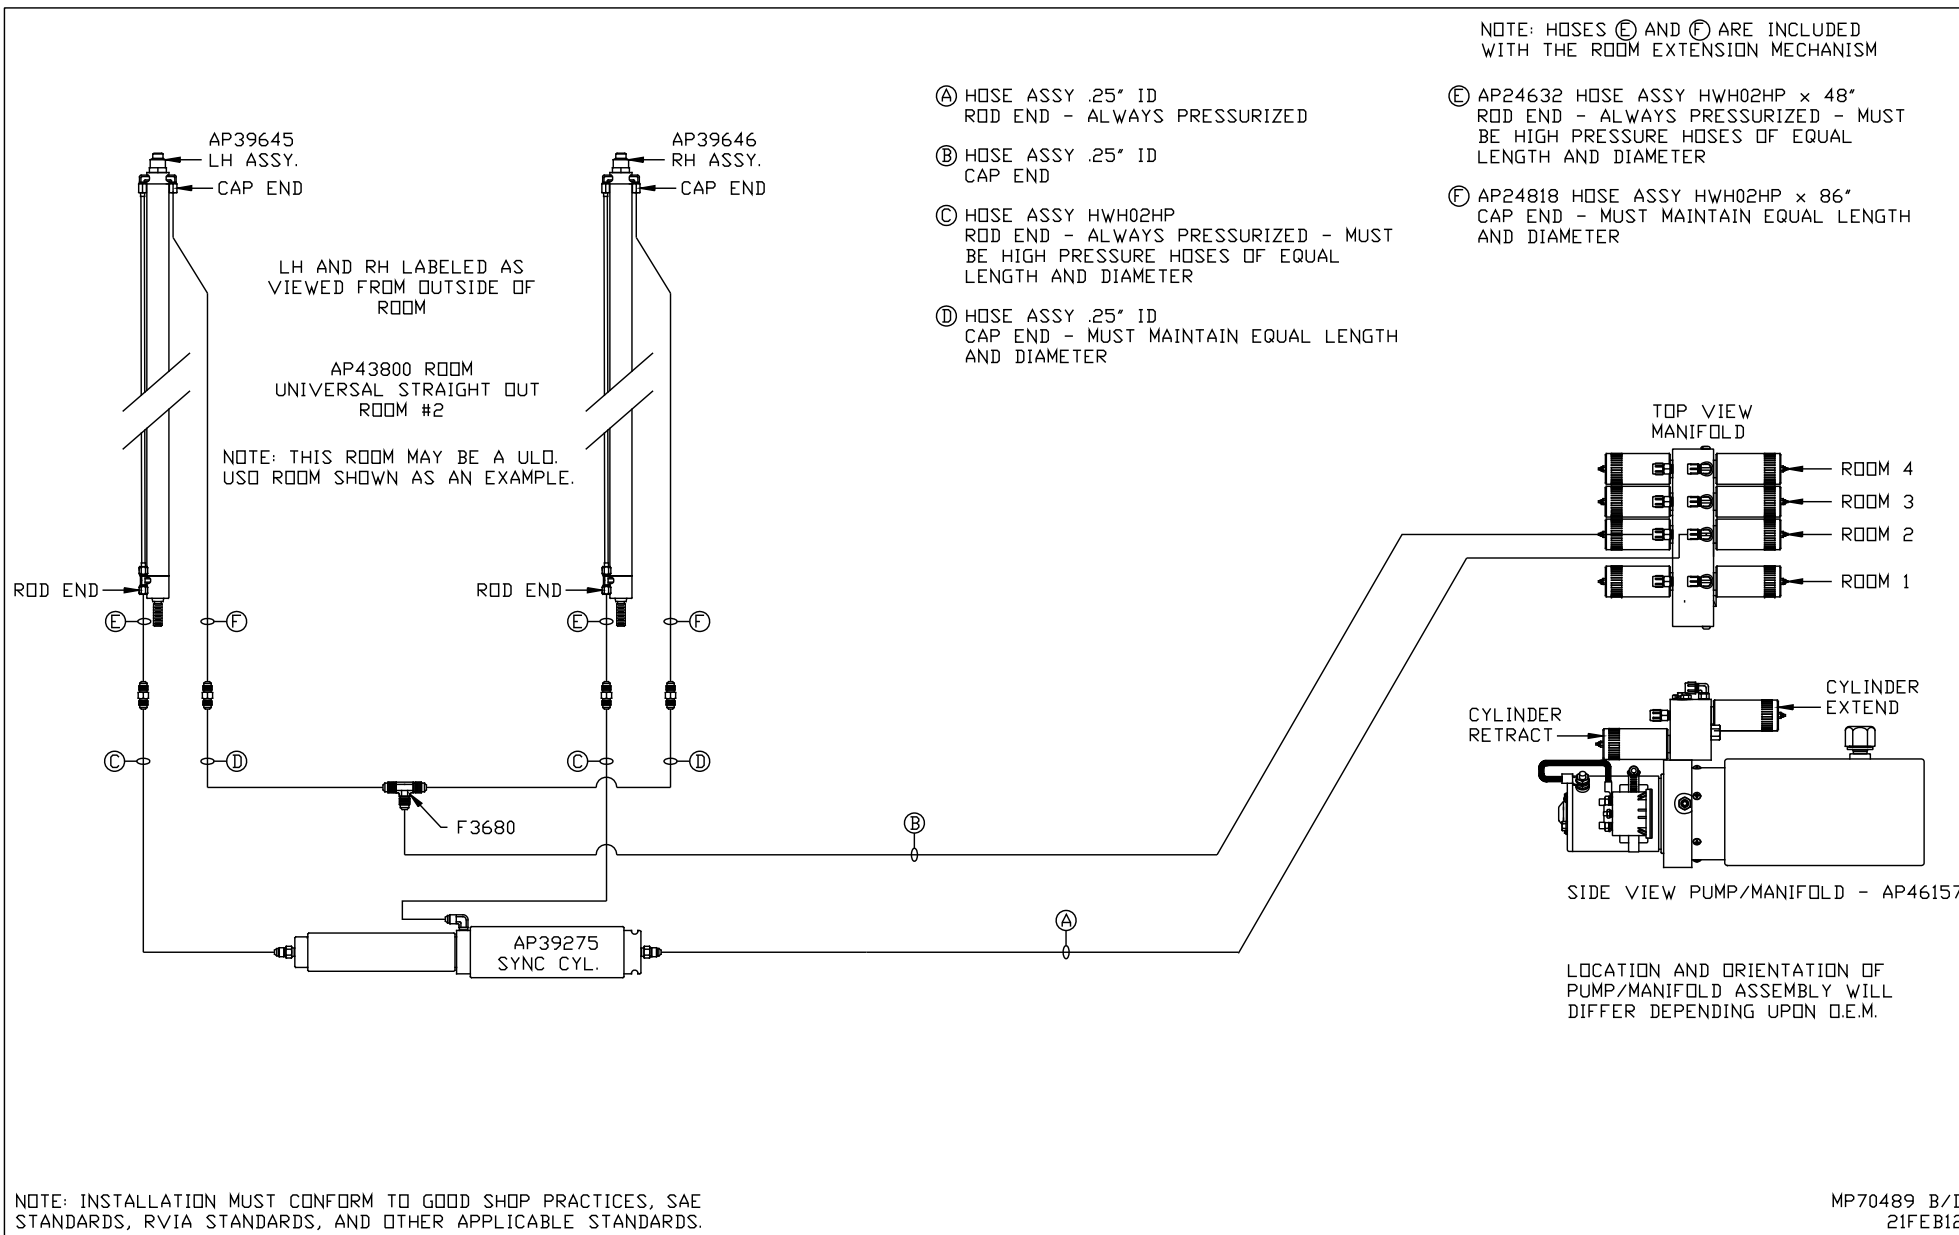 NOTE: HOSES Ⓔ AND Ⓕ ARE INCLUDED
WITH THE ROOM EXTENSION MECHANISM
Ⓐ HOSE ASSY .25" ID
ROD END - ALWAYS PRESSURIZED
Ⓑ HOSE ASSY .25" ID
CAP END
Ⓒ HOSE ASSY HWH02HP
ROD END - ALWAYS PRESSURIZED - MUST
BE HIGH PRESSURE HOSES OF EQUAL
LENGTH AND DIAMETER
Ⓓ HOSE ASSY .25" ID
CAP END - MUST MAINTAIN EQUAL LENGTH
AND DIAMETER
Ⓔ AP24632 HOSE ASSY HWH02HP x 48"
ROD END - ALWAYS PRESSURIZED - MUST
BE HIGH PRESSURE HOSES OF EQUAL
LENGTH AND DIAMETER
Ⓕ AP24818 HOSE ASSY HWH02HP x 86"
CAP END - MUST MAINTAIN EQUAL LENGTH
AND DIAMETER
AP39645
LH ASSY.
CAP END
AP39646
RH ASSY.
CAP END
LH AND RH LABELED AS
VIEWED FROM OUTSIDE OF
ROOM
AP43800 ROOM
UNIVERSAL STRAIGHT OUT
ROOM #2
NOTE: THIS ROOM MAY BE A ULO.
USO ROOM SHOWN AS AN EXAMPLE.
ROD END
ROD END
Ⓔ
Ⓕ
Ⓔ
Ⓕ
Ⓒ
Ⓓ
Ⓒ
Ⓓ
F3680
Ⓑ
Ⓐ
AP39275
SYNC CYL.
TOP VIEW
MANIFOLD
ROOM 4
ROOM 3
ROOM 2
ROOM 1
CYLINDER
RETRACT
CYLINDER
EXTEND
SIDE VIEW PUMP/MANIFOLD - AP46157
LOCATION AND ORIENTATION OF
PUMP/MANIFOLD ASSEMBLY WILL
DIFFER DEPENDING UPON O.E.M.
NOTE: INSTALLATION MUST CONFORM TO GOOD SHOP PRACTICES, SAE
STANDARDS, RVIA STANDARDS, AND OTHER APPLICABLE STANDARDS.
MP70489
21FEB12